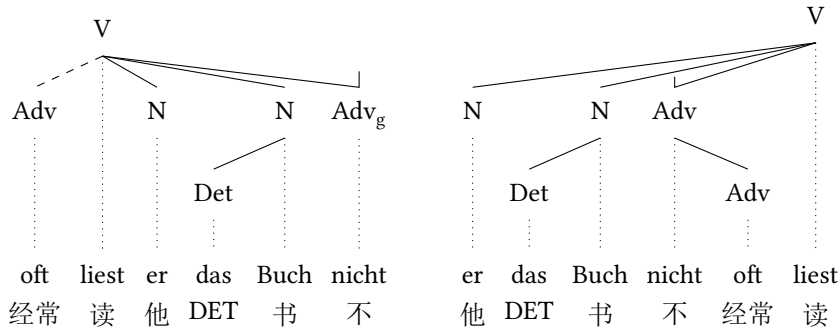 V V
Adv N N Adv_g N N Adv
Det Det Adv
oft liest er das Buch nicht er das Buch nicht oft liest
经常 读 他 DET 书 不 他 DET 书 不 经常 读